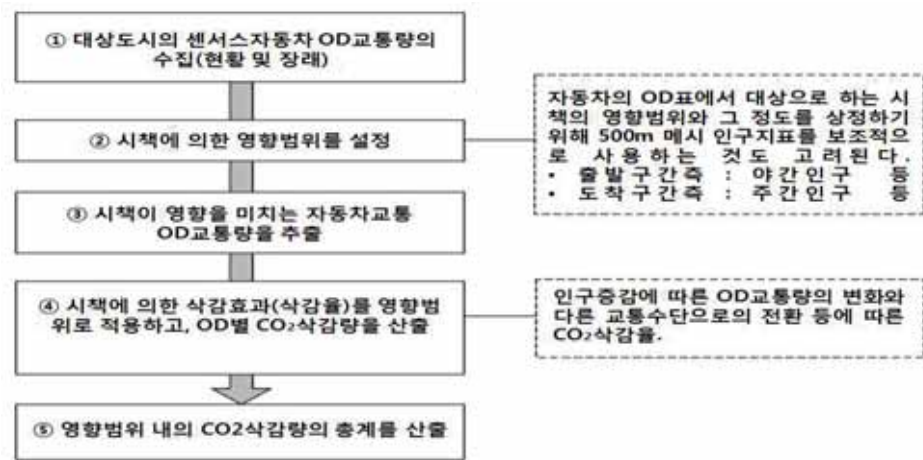 ① 대상도시의 센서스자동차 OD교통량의
수집(현황 및 장래)
② 시책에 의한 영향범위를 설정
자동차의 OD표에서 대상으로 하는 시
책의 영향범위와 그 정도를 상정하기
위해 500m 메시 인구지표를 보조적으
로 사용하는 것도 고려된다.
• 출발구간측 : 야간인구 등
• 도착구간측 : 주간인구 등
③ 시책이 영향을 미치는 자동차교통
OD교통량을 추출
④ 시책에 의한 삭감효과(삭감율)를 영향범
위로 적용하고, OD별 CO₂삭감량을 산출
인구증감에 따른 OD교통량의 변화와
다른 교통수단으로의 전환 등에 따른
CO₂삭감율.
⑤ 영향범위 내의 CO2삭감량의 총계를 산출